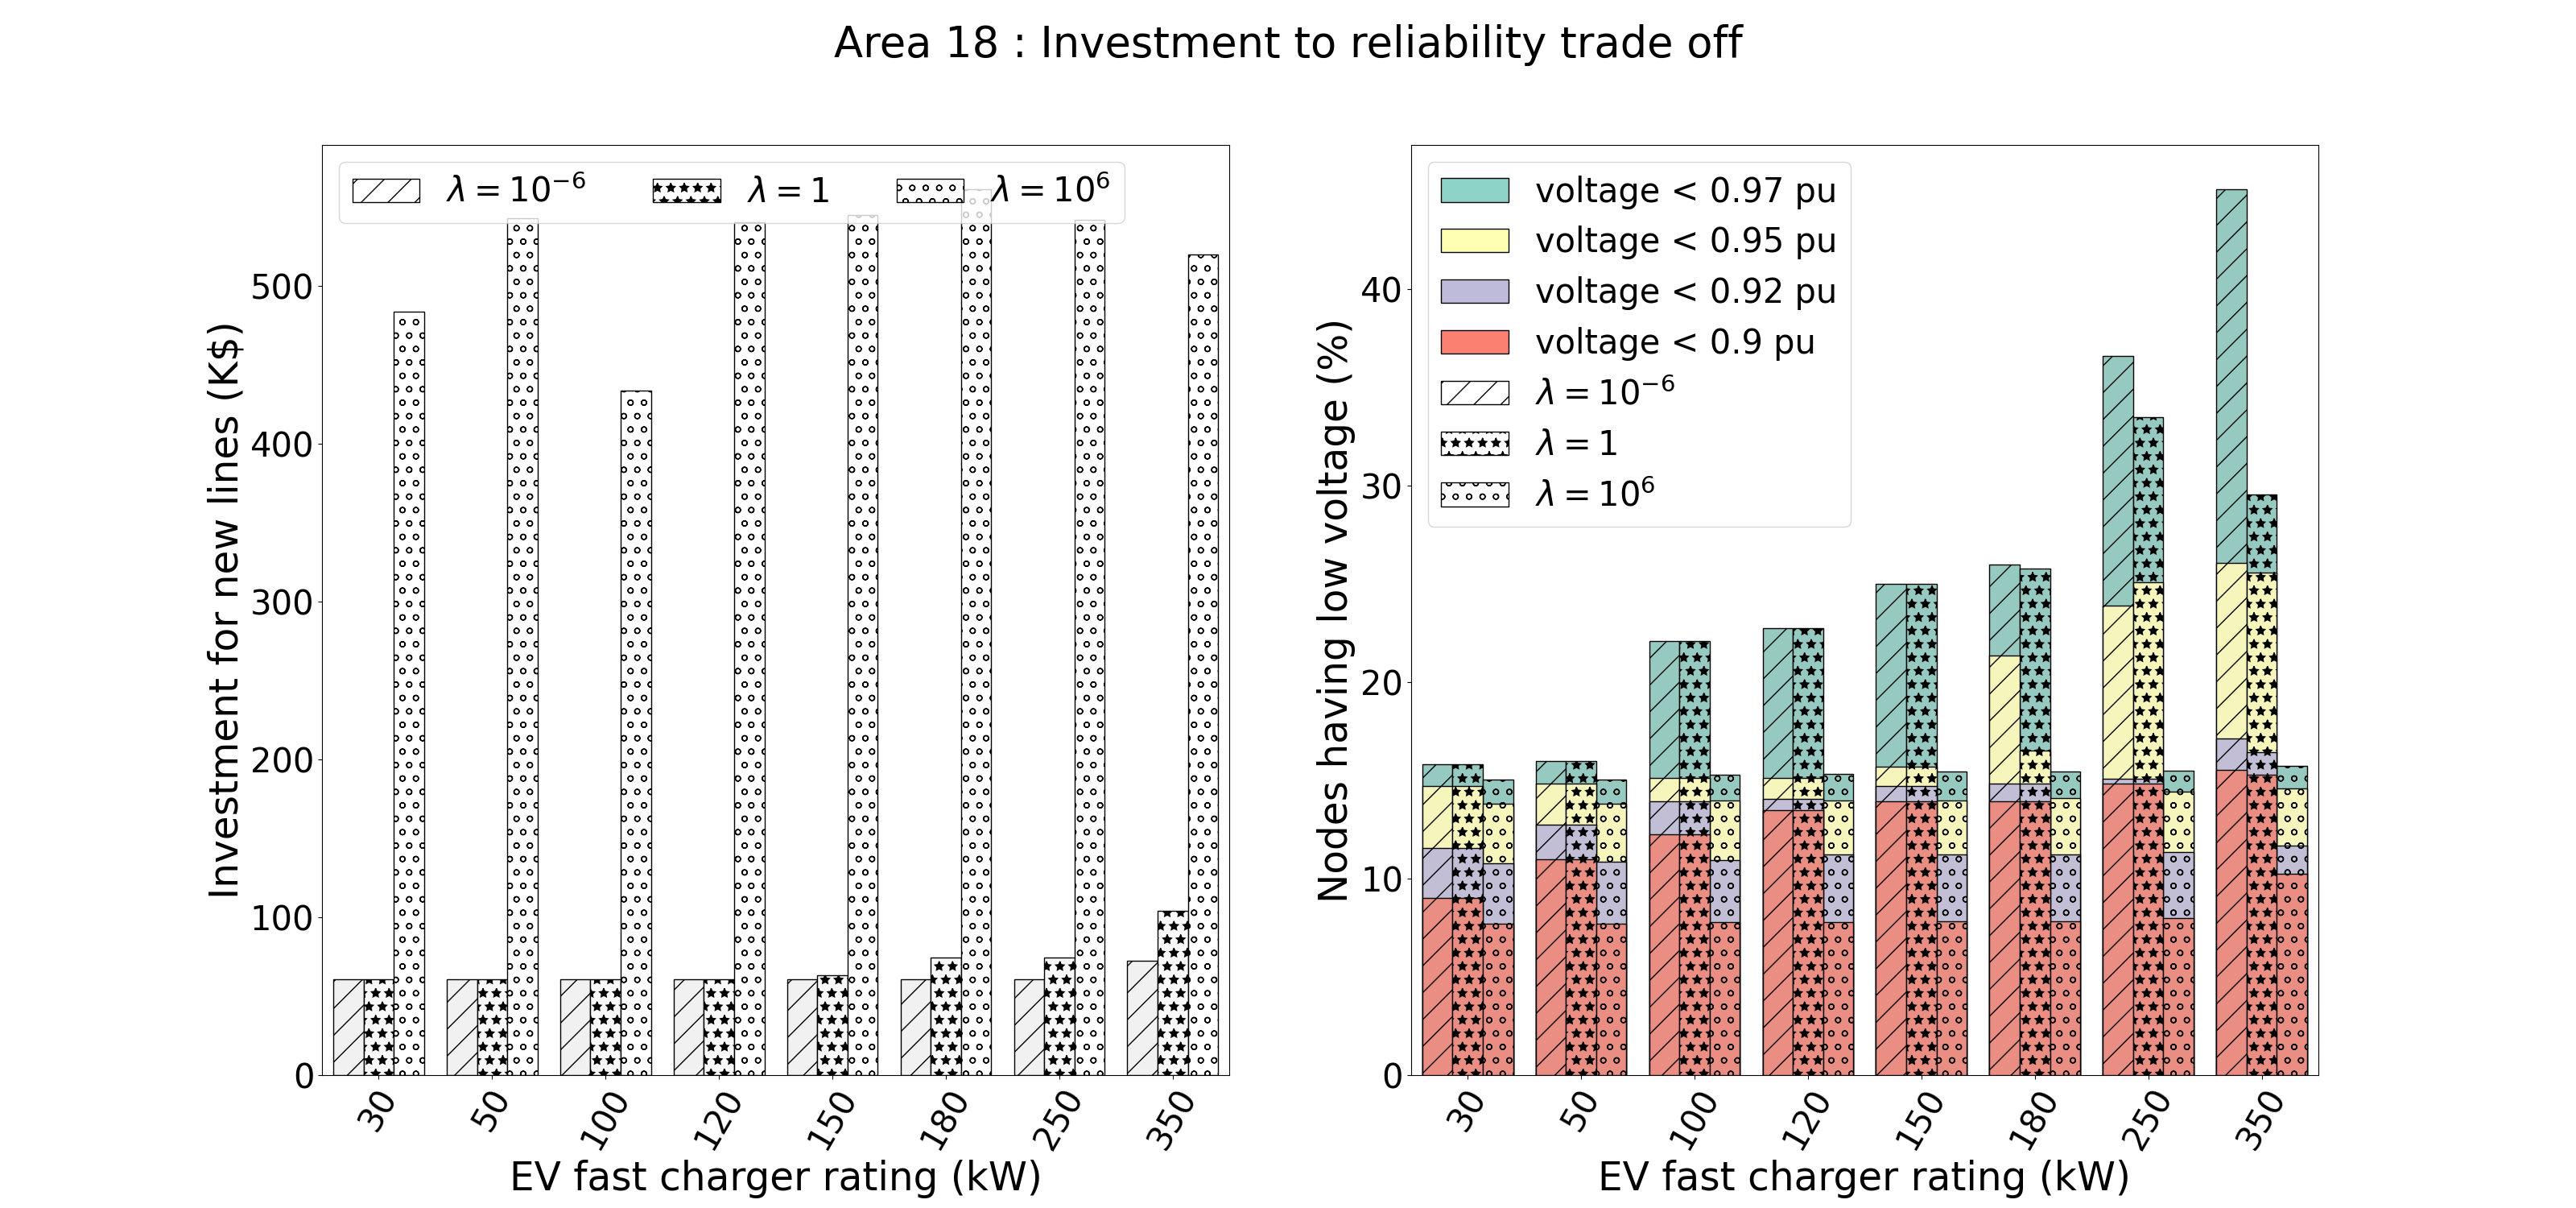 Area 18 : Investment to reliability trade off
λ = 10⁻⁶
λ = 1
λ = 10⁶
Investment for new lines (K$)
500
400
300
200
100
0
30
50
100
120
150
180
250
350
EV fast charger rating (kW)
voltage < 0.97 pu
voltage < 0.95 pu
voltage < 0.92 pu
voltage < 0.9 pu
λ = 10⁻⁶
λ = 1
λ = 10⁶
Nodes having low voltage (%)
40
30
20
10
0
30
50
100
120
150
180
250
350
EV fast charger rating (kW)